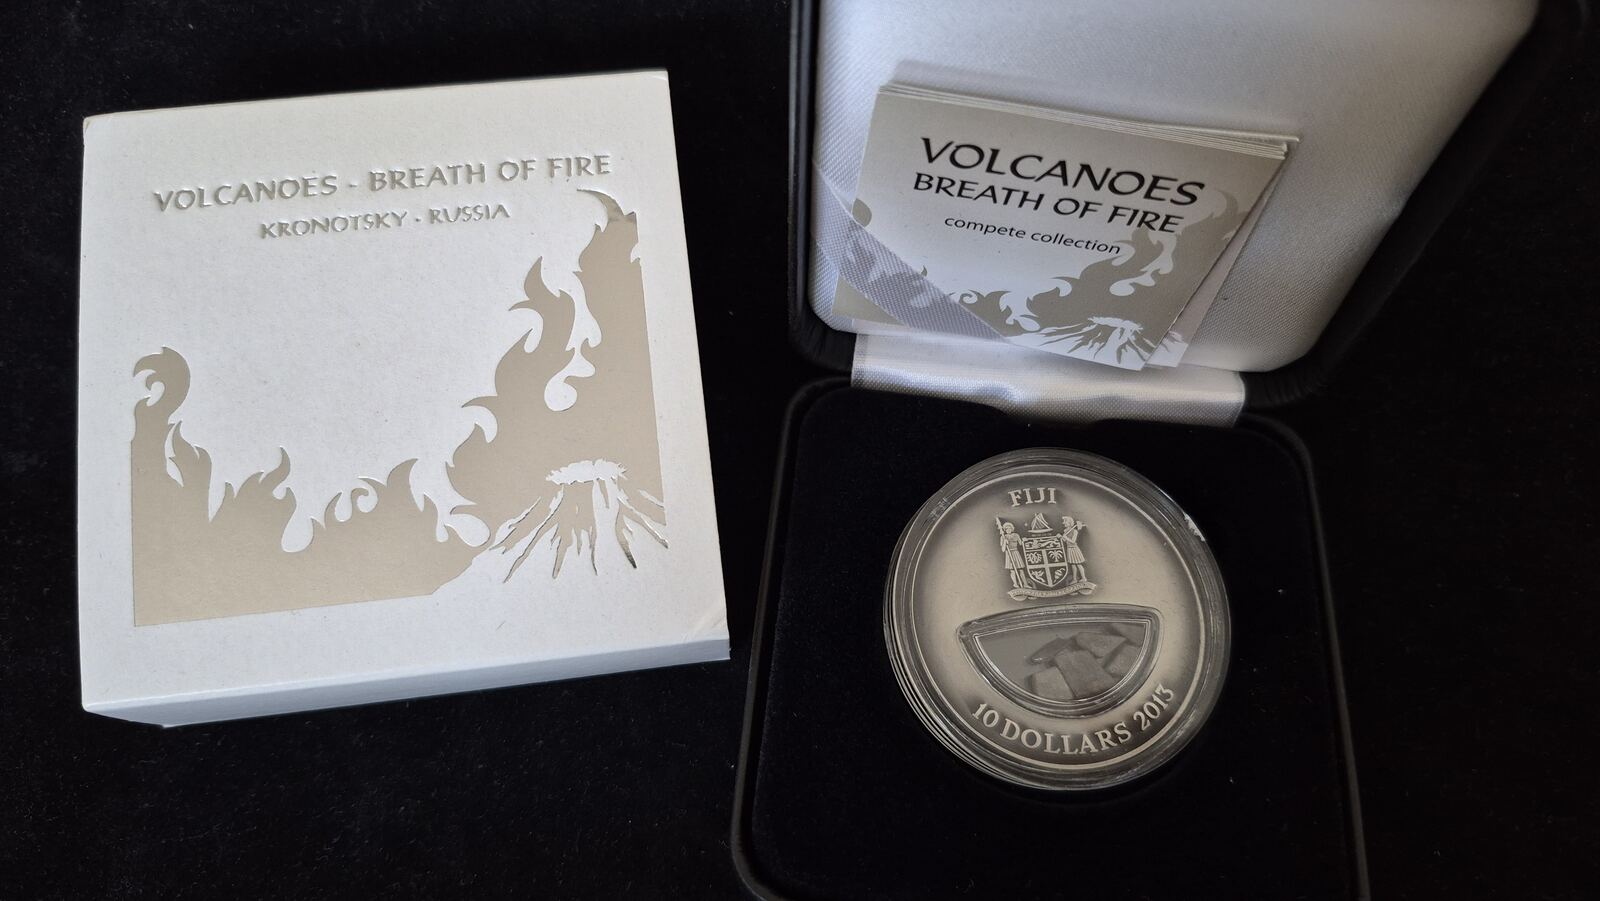 VOLCANOES - BREATH OF FIRE
KRONOTSKY · RUSSIA
VOLCANOES
BREATH OF FIRE
compete collection
FIJI
10 DOLLARS 2013